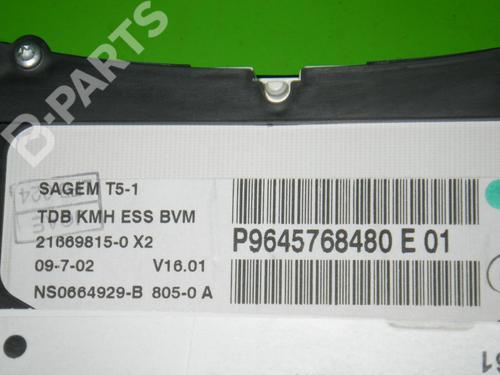 B-PARTS
SAGEM T5-1
TDB KMH ESS BVM
21669815-0 X2
09-7-02 V16.01
NS0664929-B 805-0 A
P9645768480 E 01